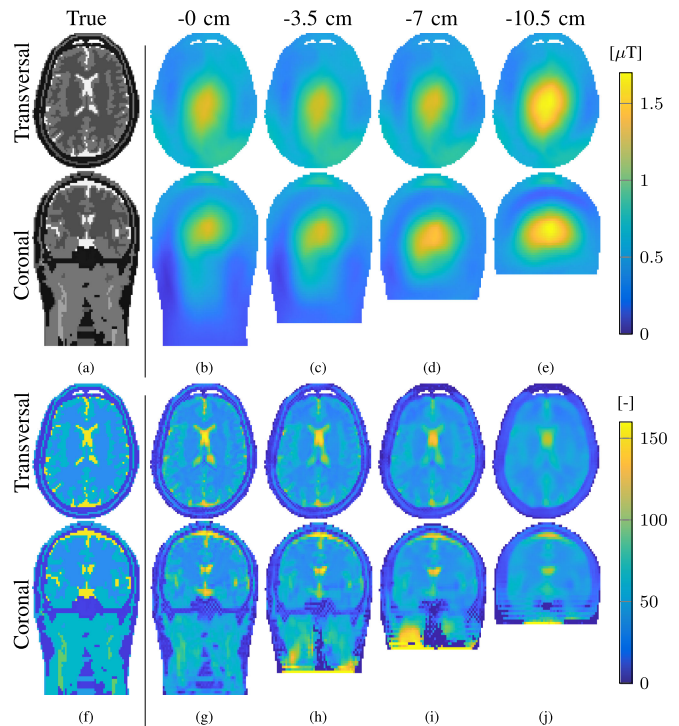 True -0 cm -3.5 cm -7 cm -10.5 cm
[μT]
Transversal
1.5
1
Coronal
0.5
0
(a) (b) (c) (d) (e)
[-]
Transversal
150
100
Coronal
50
0
(f) (g) (h) (i) (j)